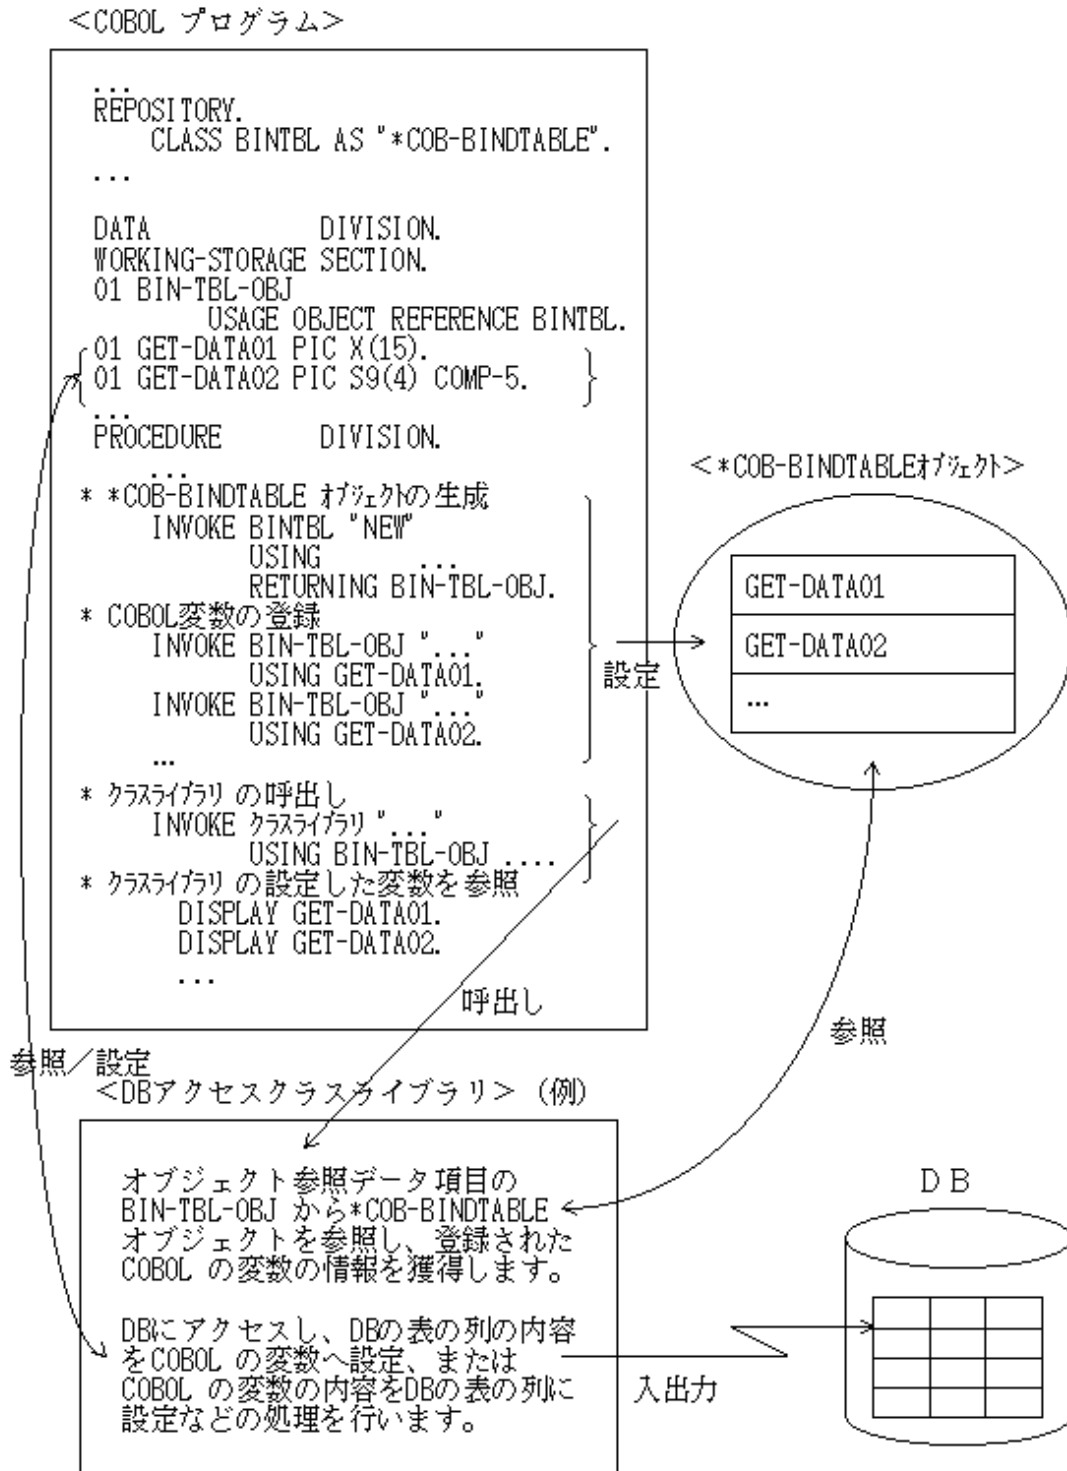 <COBOL プログラム>
...
REPOSITORY.
CLASS BINTBL AS "*COB-BINDTABLE".
...
DATA DIVISION.
WORKING-STORAGE SECTION.
01 BIN-TBL-OBJ
USAGE OBJECT REFERENCE BINTBL.
01 GET-DATA01 PIC X(15).
01 GET-DATA02 PIC S9(4) COMP-5.
...
PROCEDURE DIVISION.
...
* *COB-BINDTABLE オブジェクトの生成
INVOKE BINTBL "NEW"
USING ...
RETURNING BIN-TBL-OBJ.
* COBOL変数の登録
INVOKE BIN-TBL-OBJ "..."
USING GET-DATA01.
INVOKE BIN-TBL-OBJ "..."
USING GET-DATA02.
...
* クラスライブラリ の呼出し
INVOKE クラスライブラリ "..."
USING BIN-TBL-OBJ ....
* クラスライブラリ の設定した変数を参照
DISPLAY GET-DATA01.
DISPLAY GET-DATA02.
...
呼出し
設定
<*COB-BINDTABLEオブジェクト>
GET-DATA01
GET-DATA02
...
参照
参照/設定
<DBアクセスクラスライブラリ> (例)
オブジェクト参照データ項目の
BIN-TBL-OBJ から*COB-BINDTABLE
オブジェクトを参照し、登録された
COBOL の変数の情報を獲得します。
DBにアクセスし、DBの表の列の内容
をCOBOL の変数へ設定、または
COBOL の変数の内容をDBの表の列に
設定などの処理を行います。
入出力
DB